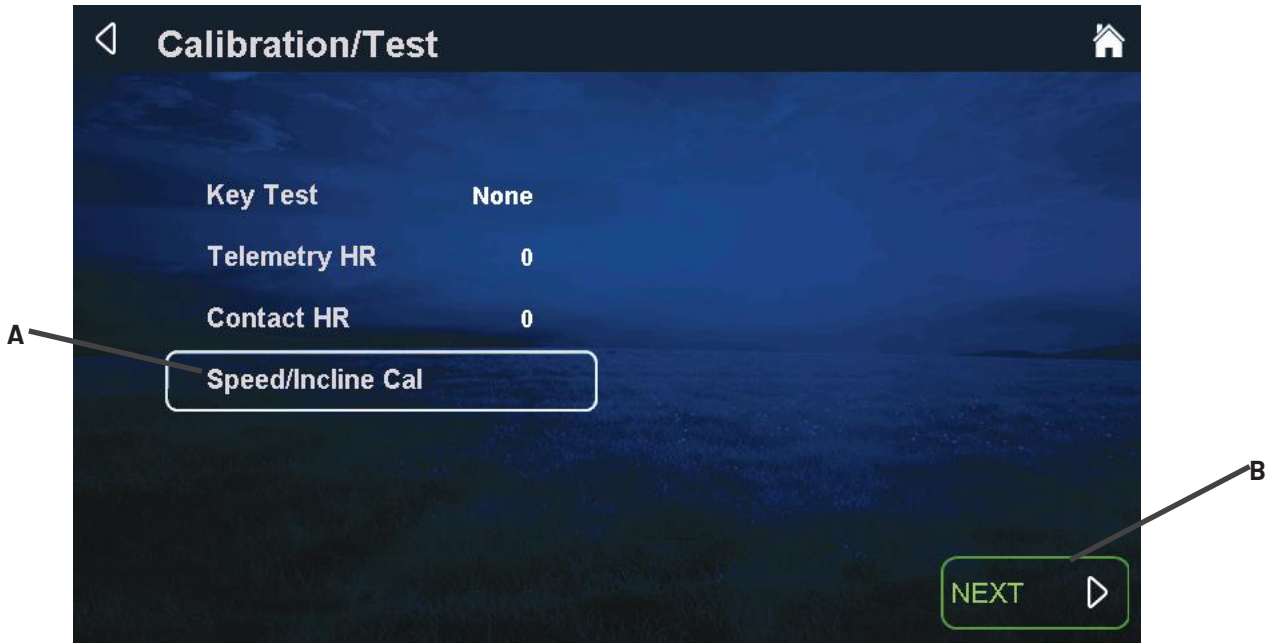 Calibration/Test
Key Test None
Telemetry HR 0
Contact HR 0
A
Speed/Incline Cal
B
NEXT